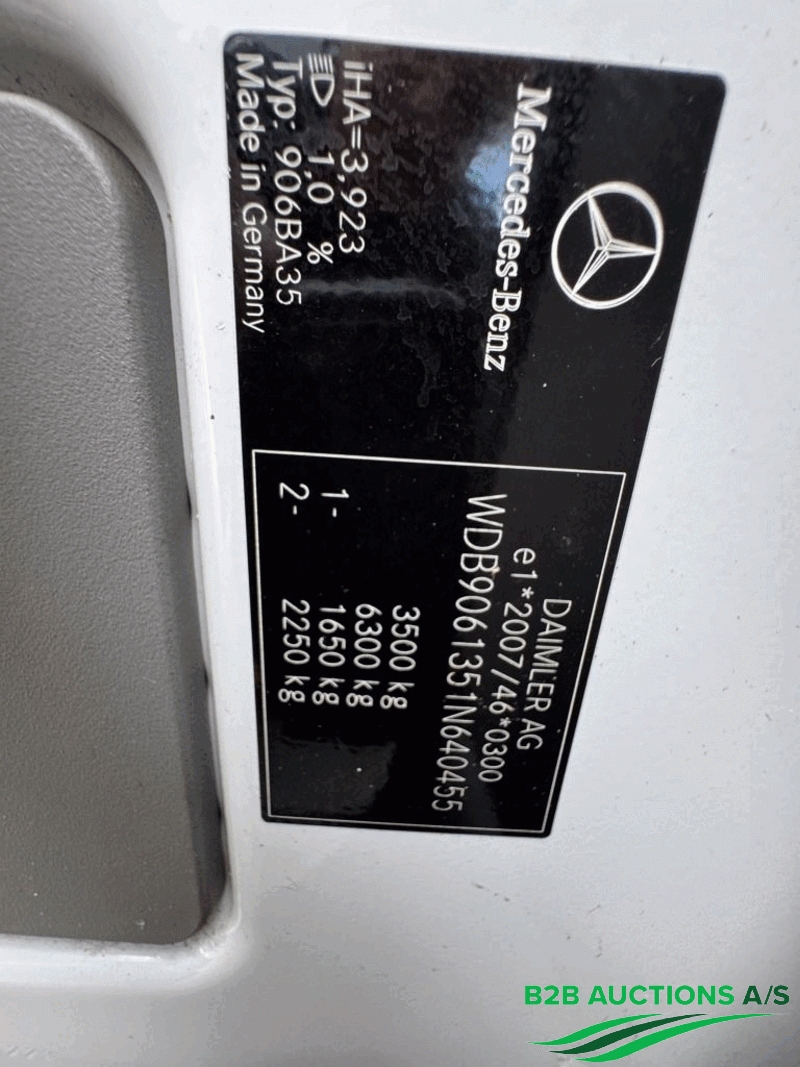 Mercedes-Benz
iHA=3,923
1,0 %
Typ: 906BA35
Made in Germany
DAIMLER AG
e1*2007/46*0300
WDB9061351N640455
3500 kg
6300 kg
1- 1650 kg
2- 2250 kg
B2B AUCTIONS A/S